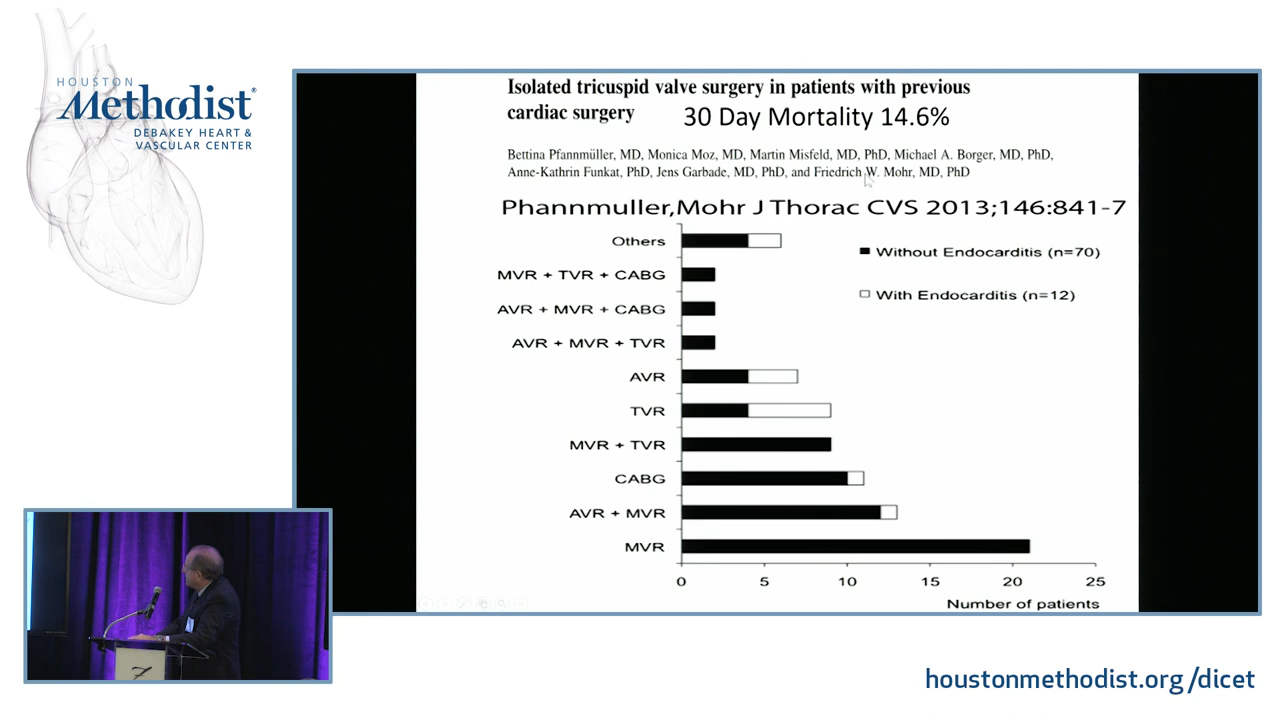 HOUSTON
Methodist®
DEBAKEY HEART &
VASCULAR CENTER
Isolated tricuspid valve surgery in patients with previous
cardiac surgery 30 Day Mortality 14.6%
Bettina Pfannmüller, MD, Monica Moz, MD, Martin Misfeld, MD, PhD, Michael A. Borger, MD, PhD,
Anne-Kathrin Funkat, PhD, Jens Garbade, MD, PhD, and Friedrich W. Mohr, MD, PhD
Phannmuller,Mohr J Thorac CVS 2013;146:841-7
Others
MVR + TVR + CABG
AVR + MVR + CABG
AVR + MVR + TVR
AVR
TVR
MVR + TVR
CABG
AVR + MVR
MVR
Without Endocarditis (n=70)
With Endocarditis (n=12)
0 5 10 15 20 25
Number of patients
houstonmethodist.org/dicet